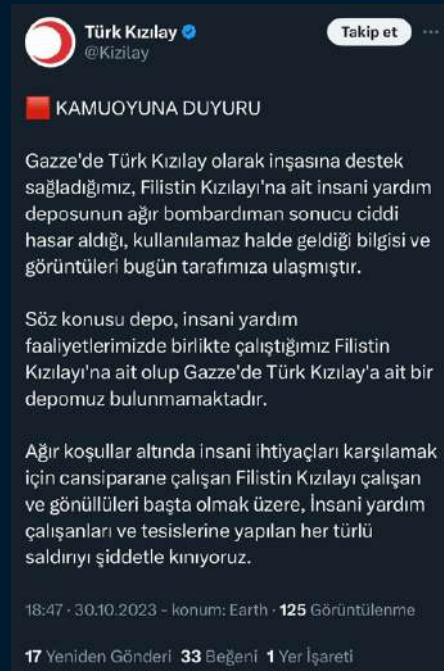 Türk Kızılay
@Kizilay
Takip et
KAMUOYUNA DUYURU
Gazze'de Türk Kızılay olarak inşasına destek
sağladığımız, Filistin Kızılayı'na ait insani yardım
deposunun ağır bombardıman sonucu ciddi
hasar aldığı, kullanılamaz halde geldiği bilgisi ve
görüntüleri bugün tarafımıza ulaşmıştır.
Söz konusu depo, insani yardım
faaliyetlerimizde birlikte çalıştığımız Filistin
Kızılayı'na ait olup Gazze'de Türk Kızılay'a ait bir
depomuz bulunmamaktadır.
Ağır koşullar altında insani ihtiyaçları karşılamak
için cansiparane çalışan Filistin Kızılayı çalışan
ve gönüllüleri başta olmak üzere, İnsani yardım
çalışanları ve tesislerine yapılan her türlü
saldırıyı şiddetle kınıyoruz.
18:47 · 30.10.2023 - konum: Earth · 125 Görüntülenme
17 Yeniden Gönderi 33 Beğeni 1 Yer İşareti